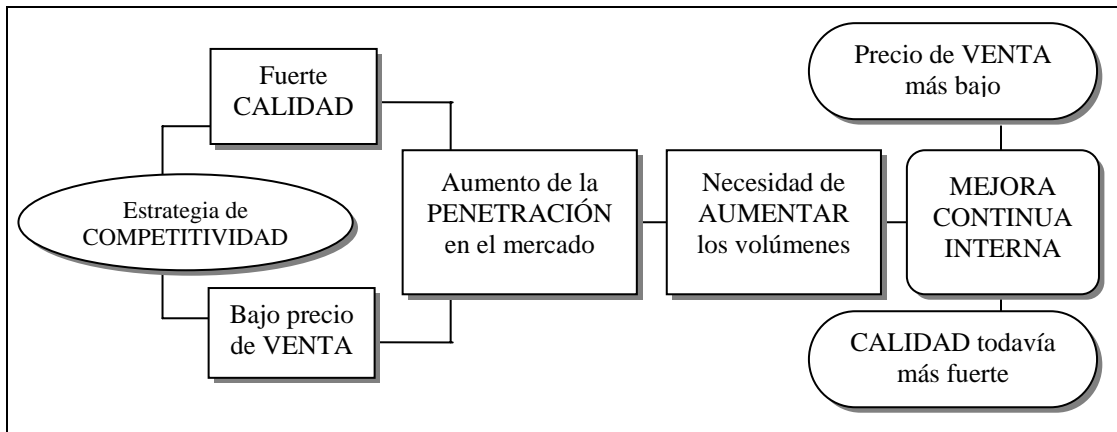 Fuerte
CALIDAD
Estrategia de
COMPETITIVIDAD
Bajo precio
de VENTA
Aumento de la
PENETRACIÓN
en el mercado
Necesidad de
AUMENTAR
los volúmenes
Precio de VENTA
más bajo
MEJORA
CONTINUA
INTERNA
CALIDAD todavía
más fuerte